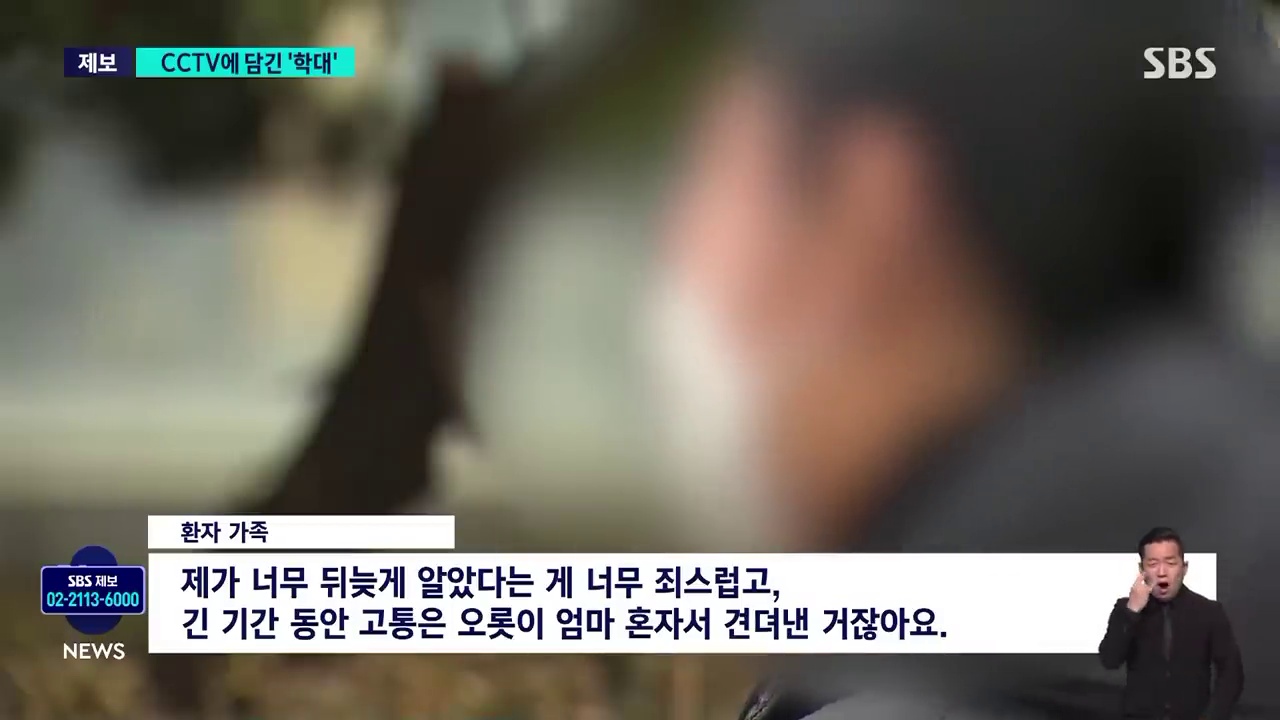 제보 CCTV에 담긴 '학대'
SBS
환자 가족
제가 너무 뒤늦게 알았다는 게 너무 죄스럽고,
긴 기간 동안 고통은 오롯이 엄마 혼자서 견뎌낸 거잖아요.
SBS 제보
02-2113-6000
NEWS